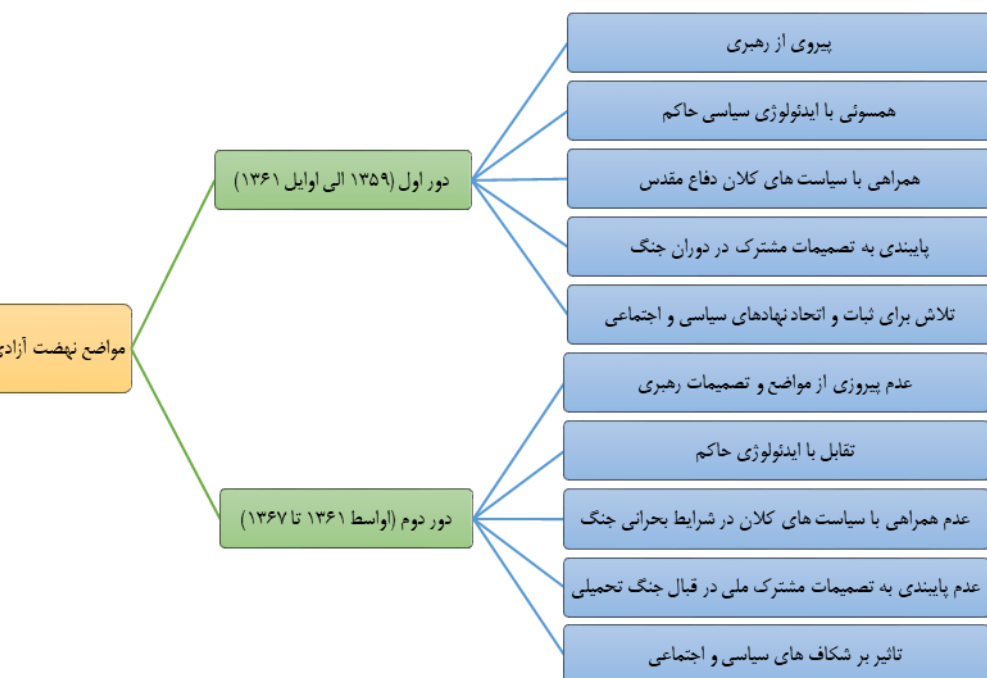 مواضع نهضت آزادی
دور اول (۱۳۵۹ الی اوایل ۱۳۶۱)
پیروی از رهبری
همسوئی با ایدئولوژی سیاسی حاکم
همراهی با سیاست های کلان دفاع مقدس
پایبندی به تصمیمات مشترک در دوران جنگ
تلاش برای ثبات و اتحاد نهادهای سیاسی و اجتماعی
دور دوم (اواسط ۱۳۶۱ تا ۱۳۶۷)
عدم پیروزی از مواضع و تصمیمات رهبری
تقابل با ایدئولوژی حاکم
عدم همراهی با سیاست های کلان در شرایط بحرانی جنگ
عدم پایبندی به تصمیمات مشترک ملی در قبال جنگ تحمیلی
تاثیر بر شکاف های سیاسی و اجتماعی